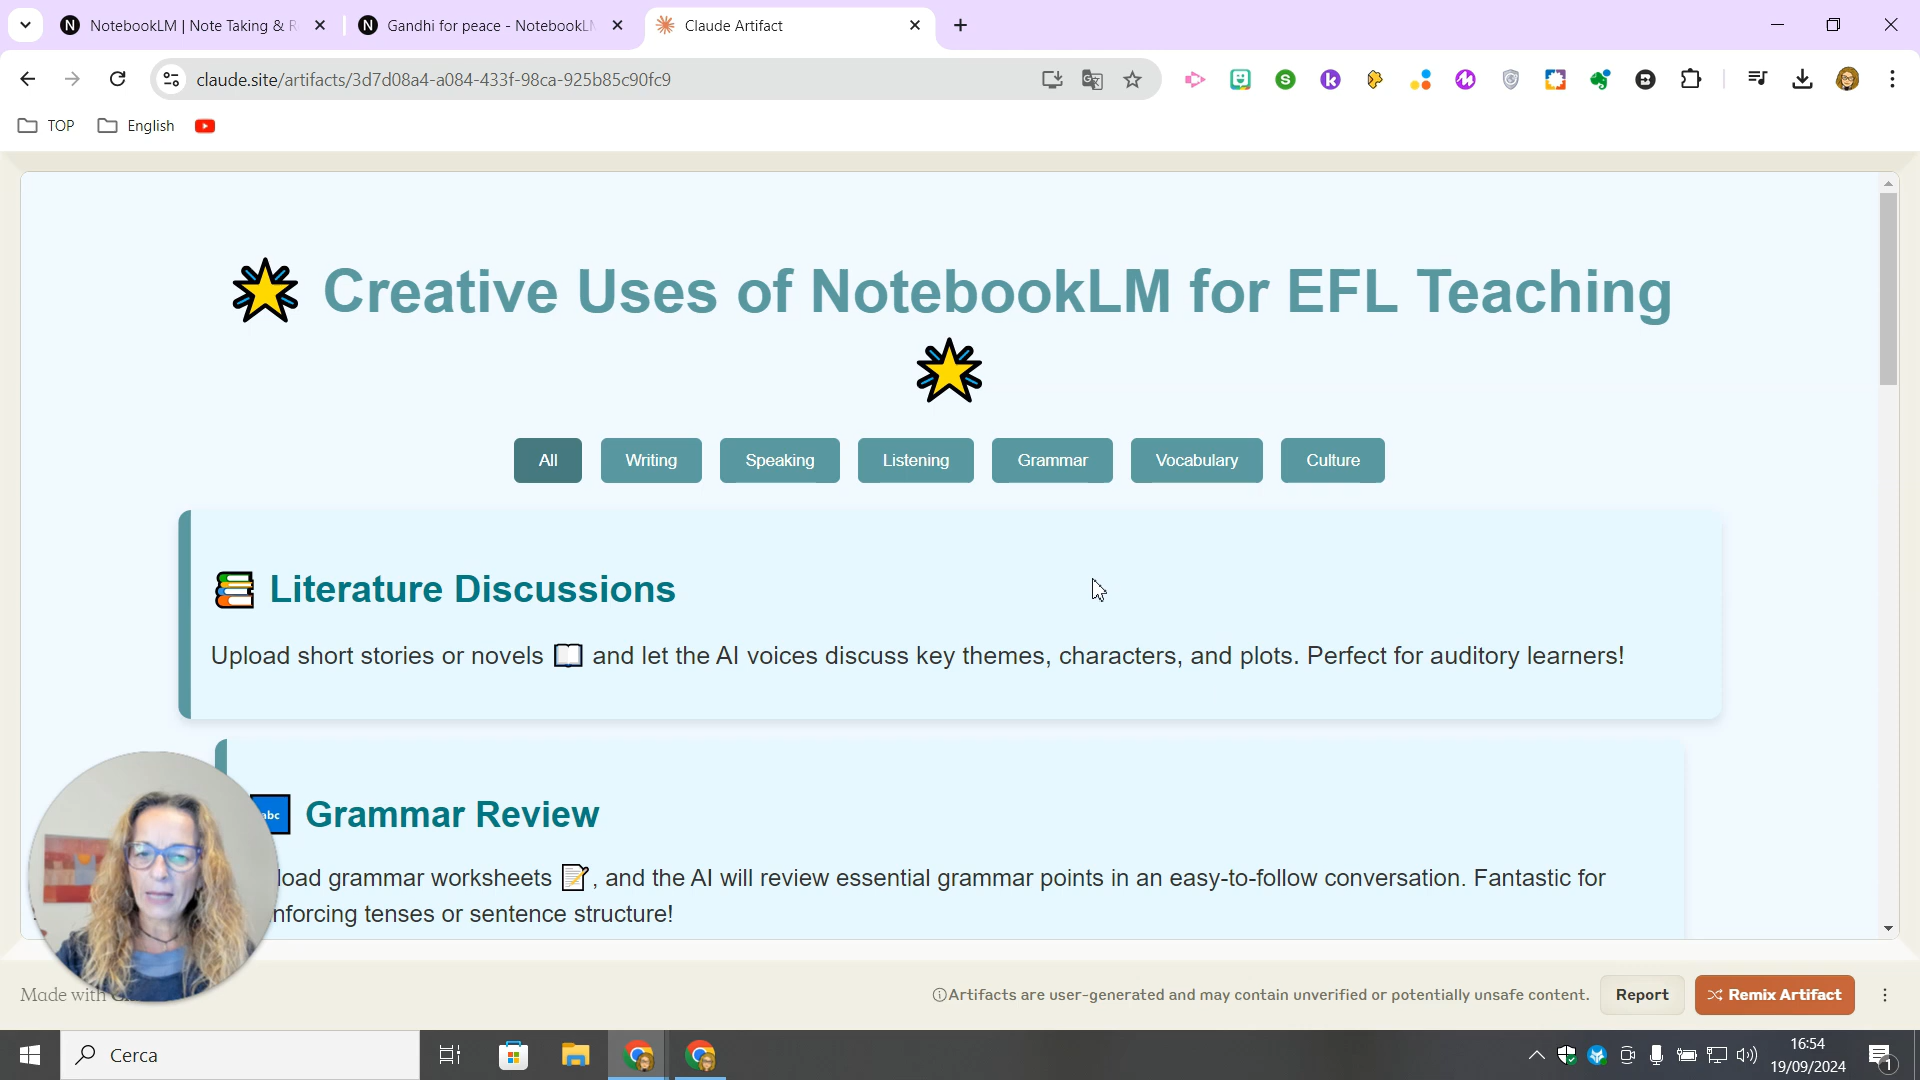 NotebookLM | Note Taking & R
Gandhi for peace - NotebookLM
Claude Artifact
claude.site/artifacts/3d7d08a4-a084-433f-98ca-925b85c90fc9
TOP
English
Creative Uses of NotebookLM for EFL Teaching
All
Writing
Speaking
Listening
Grammar
Vocabulary
Culture
Literature Discussions
Upload short stories or novels and let the AI voices discuss key themes, characters, and plots. Perfect for auditory learners!
abc
Grammar Review
load grammar worksheets , and the AI will review essential grammar points in an easy-to-follow conversation. Fantastic for
nforcing tenses or sentence structure!
Made with
Artifacts are user-generated and may contain unverified or potentially unsafe content.
Report
Remix Artifact
Cerca
16:54
19/09/2024
1